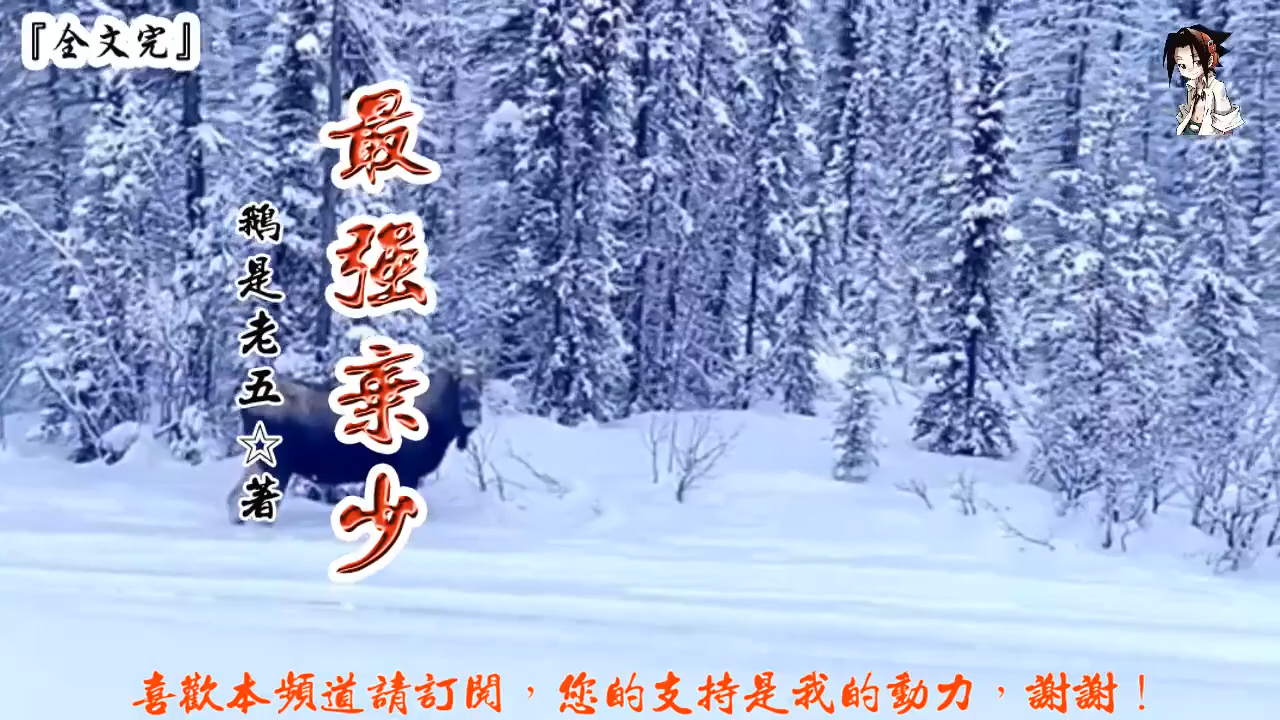 『全文完』
最強棄少
鵝是老五☆著
喜歡本頻道請訂閱，您的支持是我的動力，謝謝！